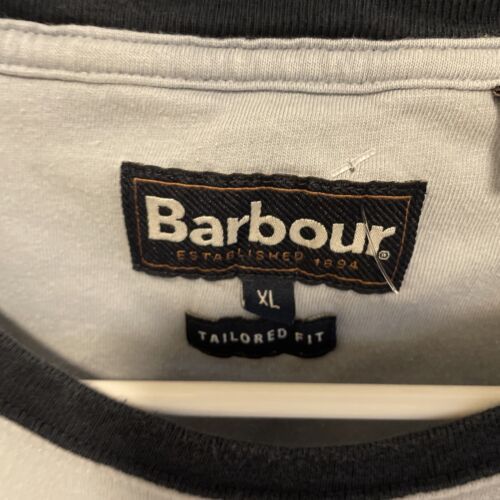 Barbour®
ESTABLISHED 1894
XL
TAILORED FIT